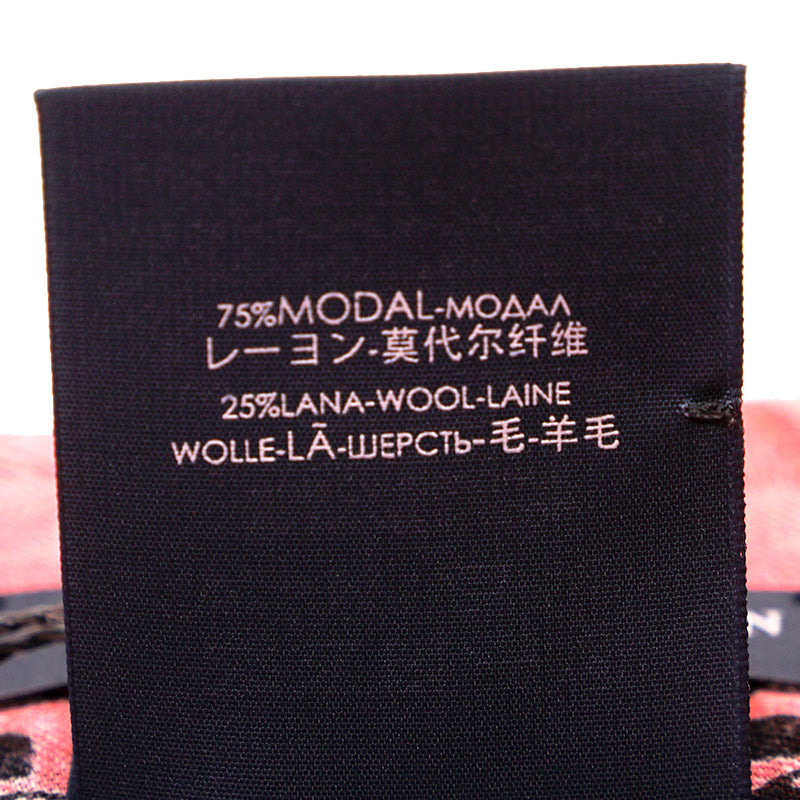 75%MODAL-МОДАЛ
レーヨン-莫代尔纤维
25%LANA-WOOL-LAINE
WOLLE-LÃ-ШЕРСТЬ-毛-羊毛